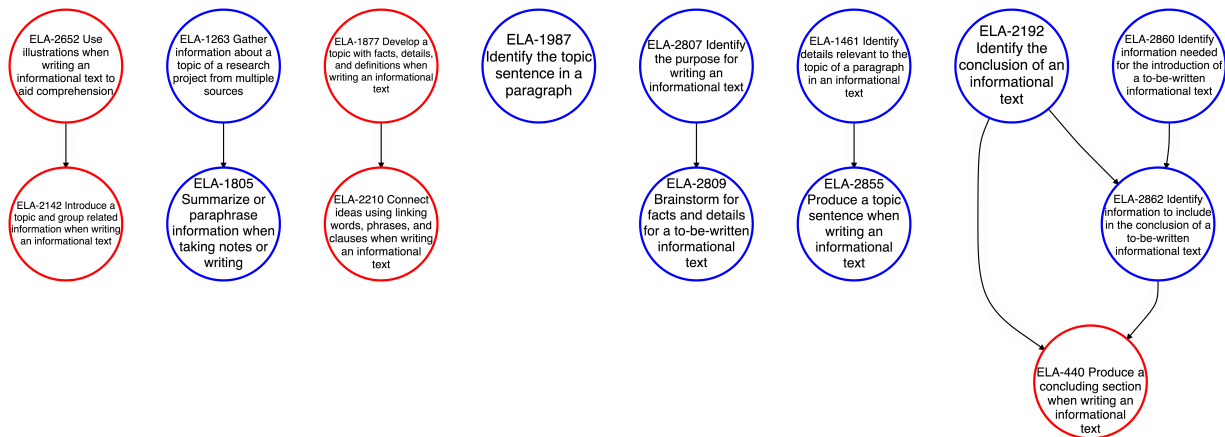 ELA-2652 Use
illustrations when
writing an
informational text to
aid comprehension
ELA-1263 Gather
information about a
topic of a research
project from multiple
sources
ELA-1877 Develop a
topic with facts, details,
and definitions when
writing an informational
text
ELA-1987
Identify the topic
sentence in a
paragraph
ELA-2807 Identify
the purpose for
writing an
informational text
ELA-1461 Identify
details relevant to the
topic of a paragraph
in an informational
text
ELA-2192
Identify the
conclusion of an
informational
text
ELA-2860 Identify
information needed
for the introduction of
a to-be-written
informational text
ELA-2142 Introduce a
topic and group related
information when writing
an informational text
ELA-1805
Summarize or
paraphrase
information when
taking notes or
writing
ELA-2210 Connect
ideas using linking
words, phrases, and
clauses when writing
an informational
text
ELA-2809
Brainstorm for
facts and details
for a to-be-written
informational
text
ELA-2855
Produce a topic
sentence when
writing an
informational
text
ELA-2862 Identify
information to include
in the conclusion of a
to-be-written
informational text
ELA-440 Produce a
concluding section
when writing an
informational
text